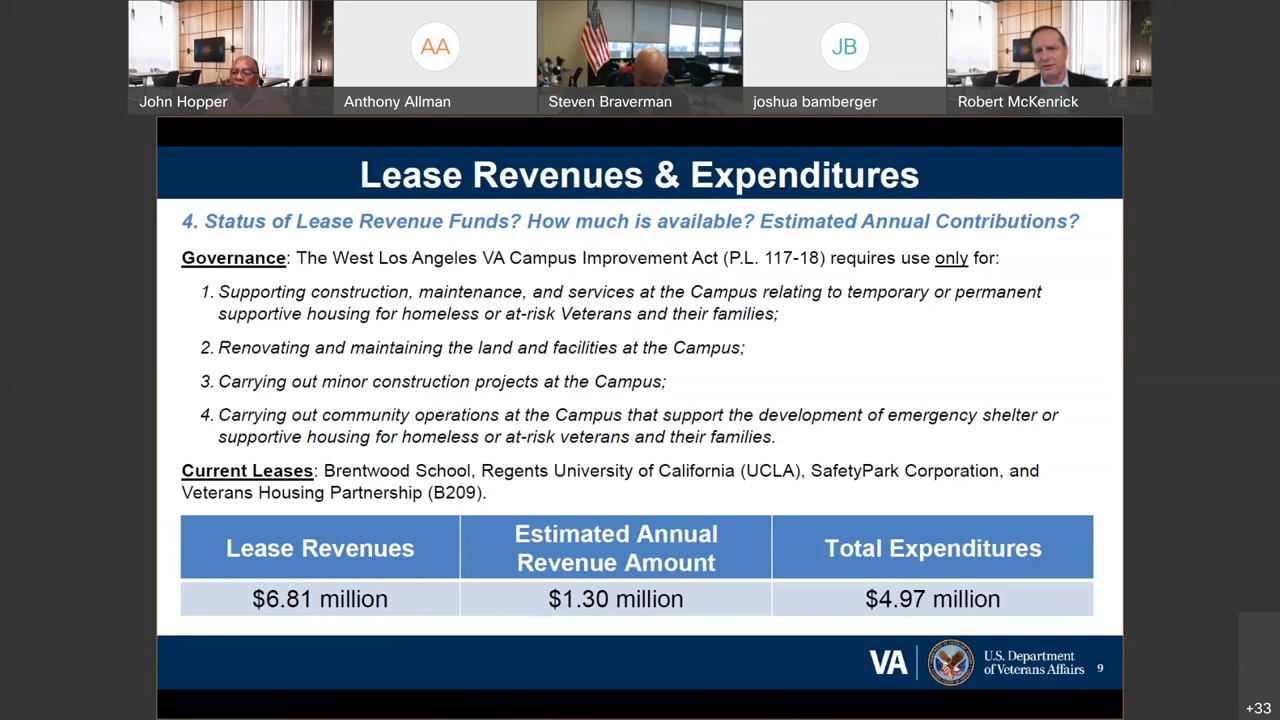 AA
JB
John Hopper
Anthony Allman
Steven Braverman
joshua bamberger
Robert McKenrick
Lease Revenues & Expenditures
4. Status of Lease Revenue Funds? How much is available? Estimated Annual Contributions?
Governance: The West Los Angeles VA Campus Improvement Act (P.L. 117-18) requires use only for:
1. Supporting construction, maintenance, and services at the Campus relating to temporary or permanent
supportive housing for homeless or at-risk Veterans and their families;
2. Renovating and maintaining the land and facilities at the Campus;
3. Carrying out minor construction projects at the Campus;
4. Carrying out community operations at the Campus that support the development of emergency shelter or
supportive housing for homeless or at-risk veterans and their families.
Current Leases: Brentwood School, Regents University of California (UCLA), SafetyPark Corporation, and
Veterans Housing Partnership (B209).
Lease Revenues
Estimated Annual
Revenue Amount
Total Expenditures
$6.81 million
$1.30 million
$4.97 million
VA
U.S. Department
of Veterans Affairs
9
+33